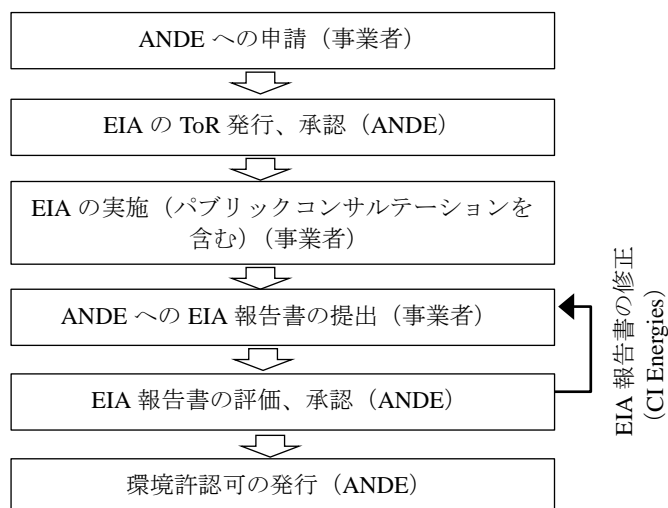 ANDE への申請（事業者）
EIA の ToR 発行、承認（ANDE）
EIA の実施（パブリックコンサルテーションを
含む）（事業者）
ANDE への EIA 報告書の提出（事業者）
EIA 報告書の評価、承認（ANDE）
環境許認可の発行（ANDE）
EIA 報告書の修正
（CI Energies）